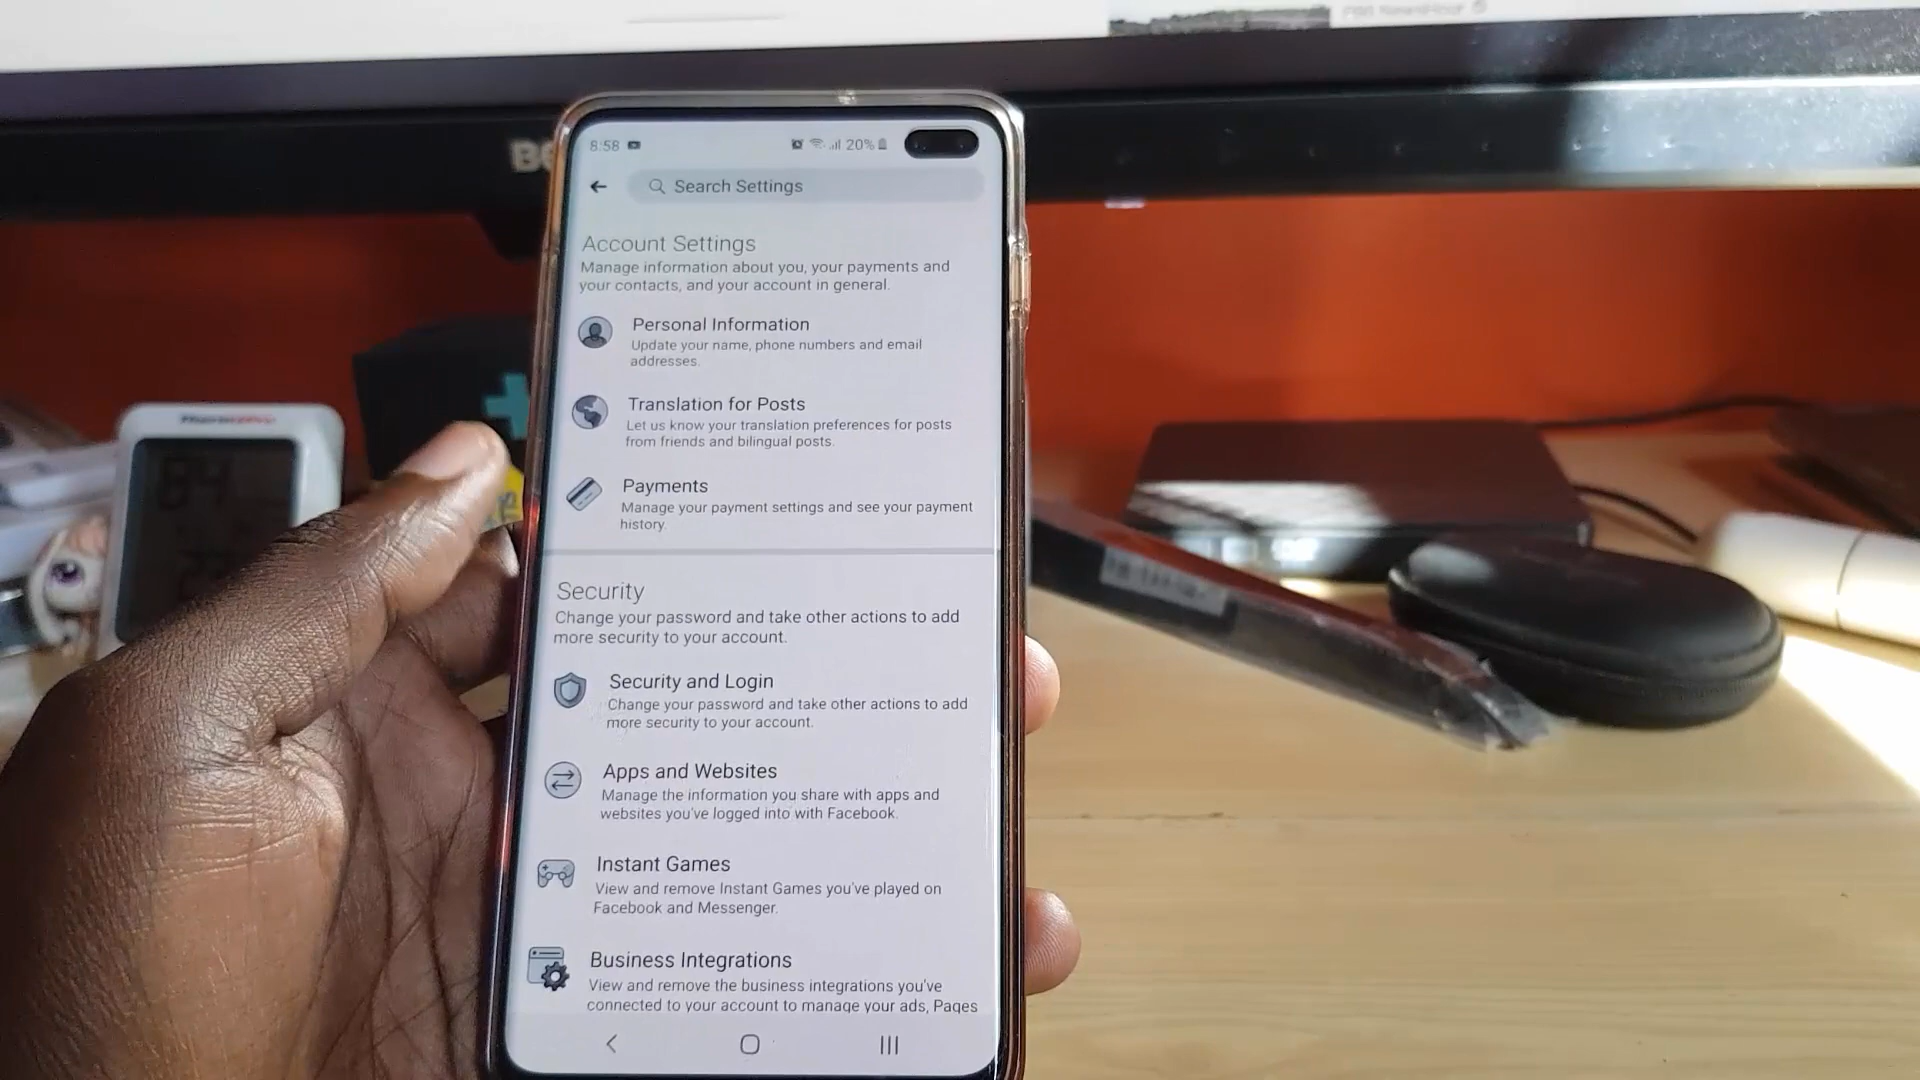 PBS NewsHour
8:58
20%
Search Settings
Account Settings
Manage information about you, your payments and
your contacts, and your account in general.
Personal Information
Update your name, phone numbers and email
addresses.
Translation for Posts
Let us know your translation preferences for posts
from friends and bilingual posts.
Payments
Manage your payment settings and see your payment
history.
Security
Change your password and take other actions to add
more security to your account.
Security and Login
Change your password and take other actions to add
more security to your account.
Apps and Websites
Manage the information you share with apps and
websites you've logged into with Facebook.
Instant Games
View and remove Instant Games you've played on
Facebook and Messenger.
Business Integrations
View and remove the business integrations you've
connected to your account to manage your ads, Pages
84